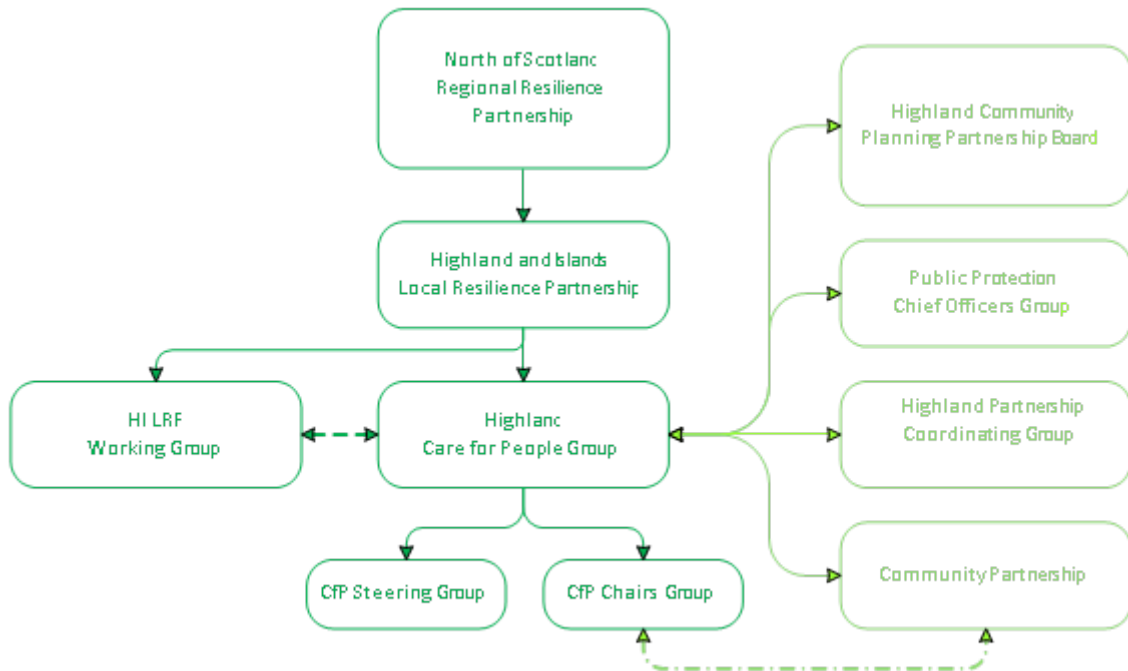 North of Scotland
Regional Resilience
Partnership
Highland Community
Planning Partnership Board
Highland and Islands
Local Resilience Partnership
Public Protection
Chief Officers Group
HI LRP
Working Group
Highland
Care for People Group
Highland Partnership
Coordinating Group
CfP Steering Group
CfP Chairs Group
Community Partnership